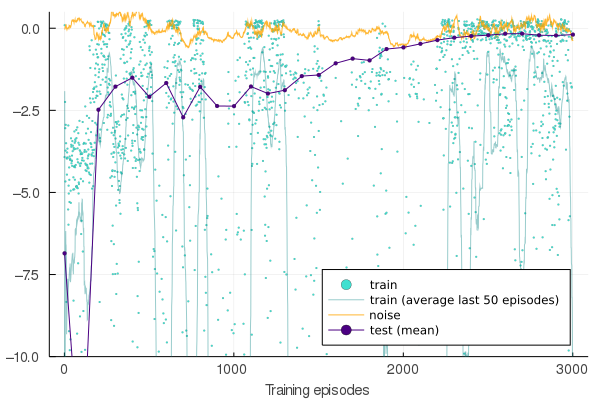 0.0
−2.5
−5.0
−7.5
−10.0
0
1000
2000
3000
Training episodes
train
train (average last 50 episodes)
noise
test (mean)